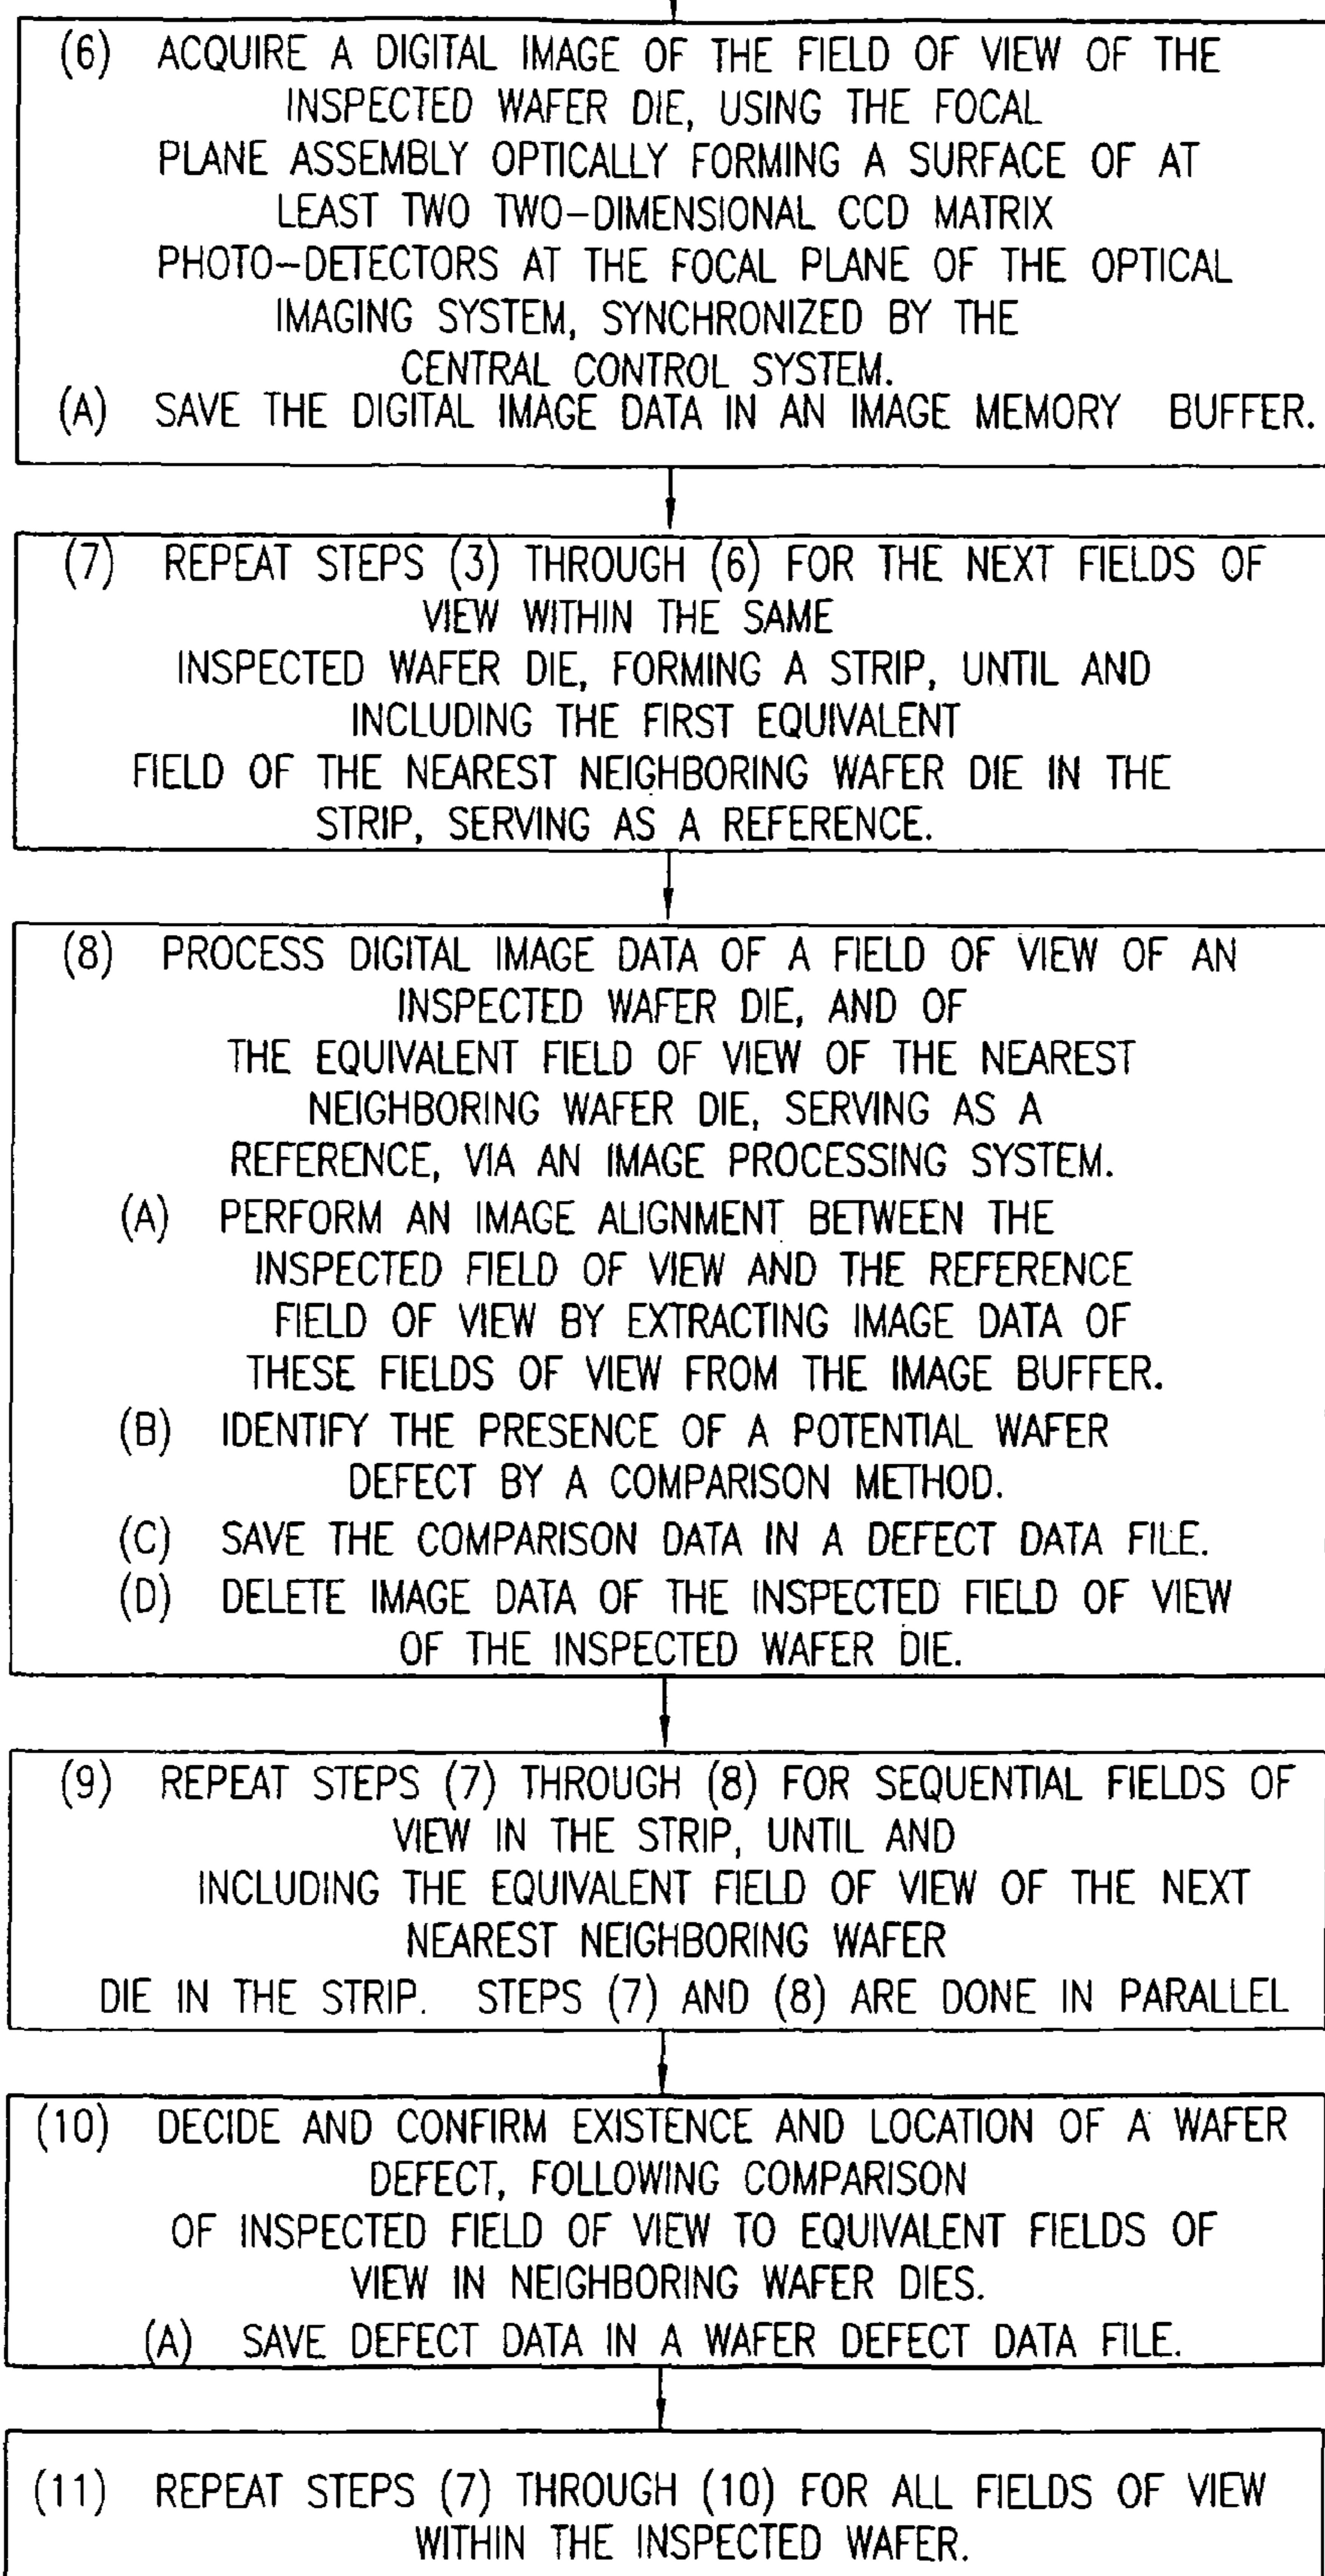 (6) ACQUIRE A DIGITAL IMAGE OF THE FIELD OF VIEW OF THE
INSPECTED WAFER DIE, USING THE FOCAL
PLANE ASSEMBLY OPTICALLY FORMING A SURFACE OF AT
LEAST TWO TWO-DIMENSIONAL CCD MATRIX
PHOTO-DETECTORS AT THE FOCAL PLANE OF THE OPTICAL
IMAGING SYSTEM, SYNCHRONIZED BY THE
CENTRAL CONTROL SYSTEM.
(A) SAVE THE DIGITAL IMAGE DATA IN AN IMAGE MEMORY BUFFER.
(7) REPEAT STEPS (3) THROUGH (6) FOR THE NEXT FIELDS OF
VIEW WITHIN THE SAME
INSPECTED WAFER DIE, FORMING A STRIP, UNTIL AND
INCLUDING THE FIRST EQUIVALENT
FIELD OF THE NEAREST NEIGHBORING WAFER DIE IN THE
STRIP, SERVING AS A REFERENCE.
(8) PROCESS DIGITAL IMAGE DATA OF A FIELD OF VIEW OF AN
INSPECTED WAFER DIE, AND OF
THE EQUIVALENT FIELD OF VIEW OF THE NEAREST
NEIGHBORING WAFER DIE, SERVING AS A
REFERENCE, VIA AN IMAGE PROCESSING SYSTEM.
(A) PERFORM AN IMAGE ALIGNMENT BETWEEN THE
INSPECTED FIELD OF VIEW AND THE REFERENCE
FIELD OF VIEW BY EXTRACTING IMAGE DATA OF
THESE FIELDS OF VIEW FROM THE IMAGE BUFFER.
(B) IDENTIFY THE PRESENCE OF A POTENTIAL WAFER
DEFECT BY A COMPARISON METHOD.
(C) SAVE THE COMPARISON DATA IN A DEFECT DATA FILE.
(D) DELETE IMAGE DATA OF THE INSPECTED FIELD OF VIEW
OF THE INSPECTED WAFER DIE.
(9) REPEAT STEPS (7) THROUGH (8) FOR SEQUENTIAL FIELDS OF
VIEW IN THE STRIP, UNTIL AND
INCLUDING THE EQUIVALENT FIELD OF VIEW OF THE NEXT
NEAREST NEIGHBORING WAFER
DIE IN THE STRIP. STEPS (7) AND (8) ARE DONE IN PARALLEL
(10) DECIDE AND CONFIRM EXISTENCE AND LOCATION OF A WAFER
DEFECT, FOLLOWING COMPARISON
OF INSPECTED FIELD OF VIEW TO EQUIVALENT FIELDS OF
VIEW IN NEIGHBORING WAFER DIES.
(A) SAVE DEFECT DATA IN A WAFER DEFECT DATA FILE.
(11) REPEAT STEPS (7) THROUGH (10) FOR ALL FIELDS OF VIEW
WITHIN THE INSPECTED WAFER.